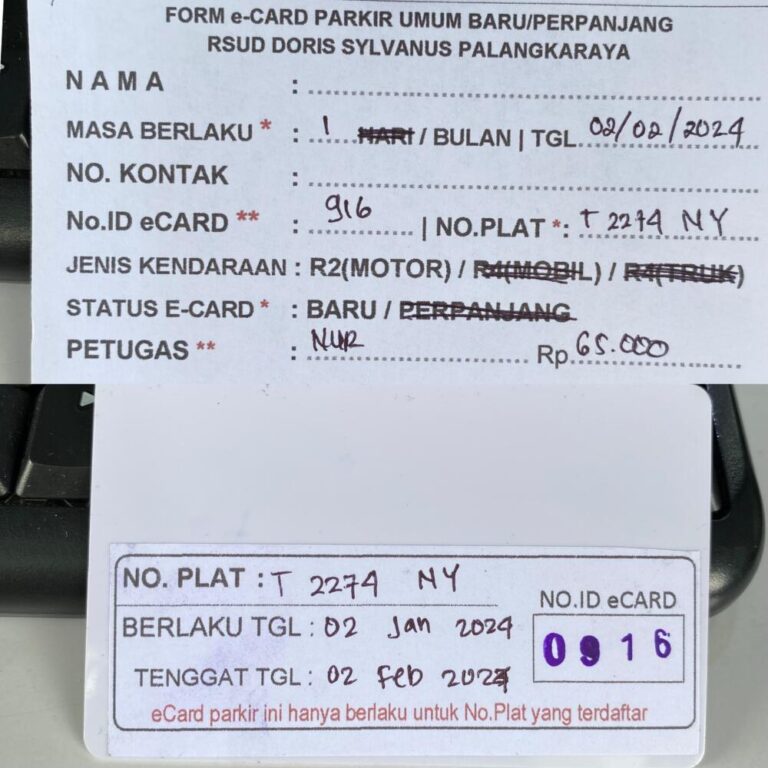 FORM e-CARD PARKIR UMUM BARU/PERPANJANG
RSUD DORIS SYLVANUS PALANGKARAYA
NAMA :
MASA BERLAKU * : 1 HARI / BULAN | TGL 02/02/2024
NO. KONTAK :
No.ID eCARD ** : 916 | NO.PLAT *: T 2274 NY
JENIS KENDARAAN : R2(MOTOR) / R4(MOBIL) / R4(TRUK)
STATUS E-CARD * : BARU / PERPANJANG
PETUGAS ** : NUR Rp 65.000
NO. PLAT : T 2274 NY
NO.ID eCARD
BERLAKU TGL : 02 Jan 2024
0916
TENGGAT TGL : 02 Feb 2024
eCard parkir ini hanya berlaku untuk No.Plat yang terdaftar